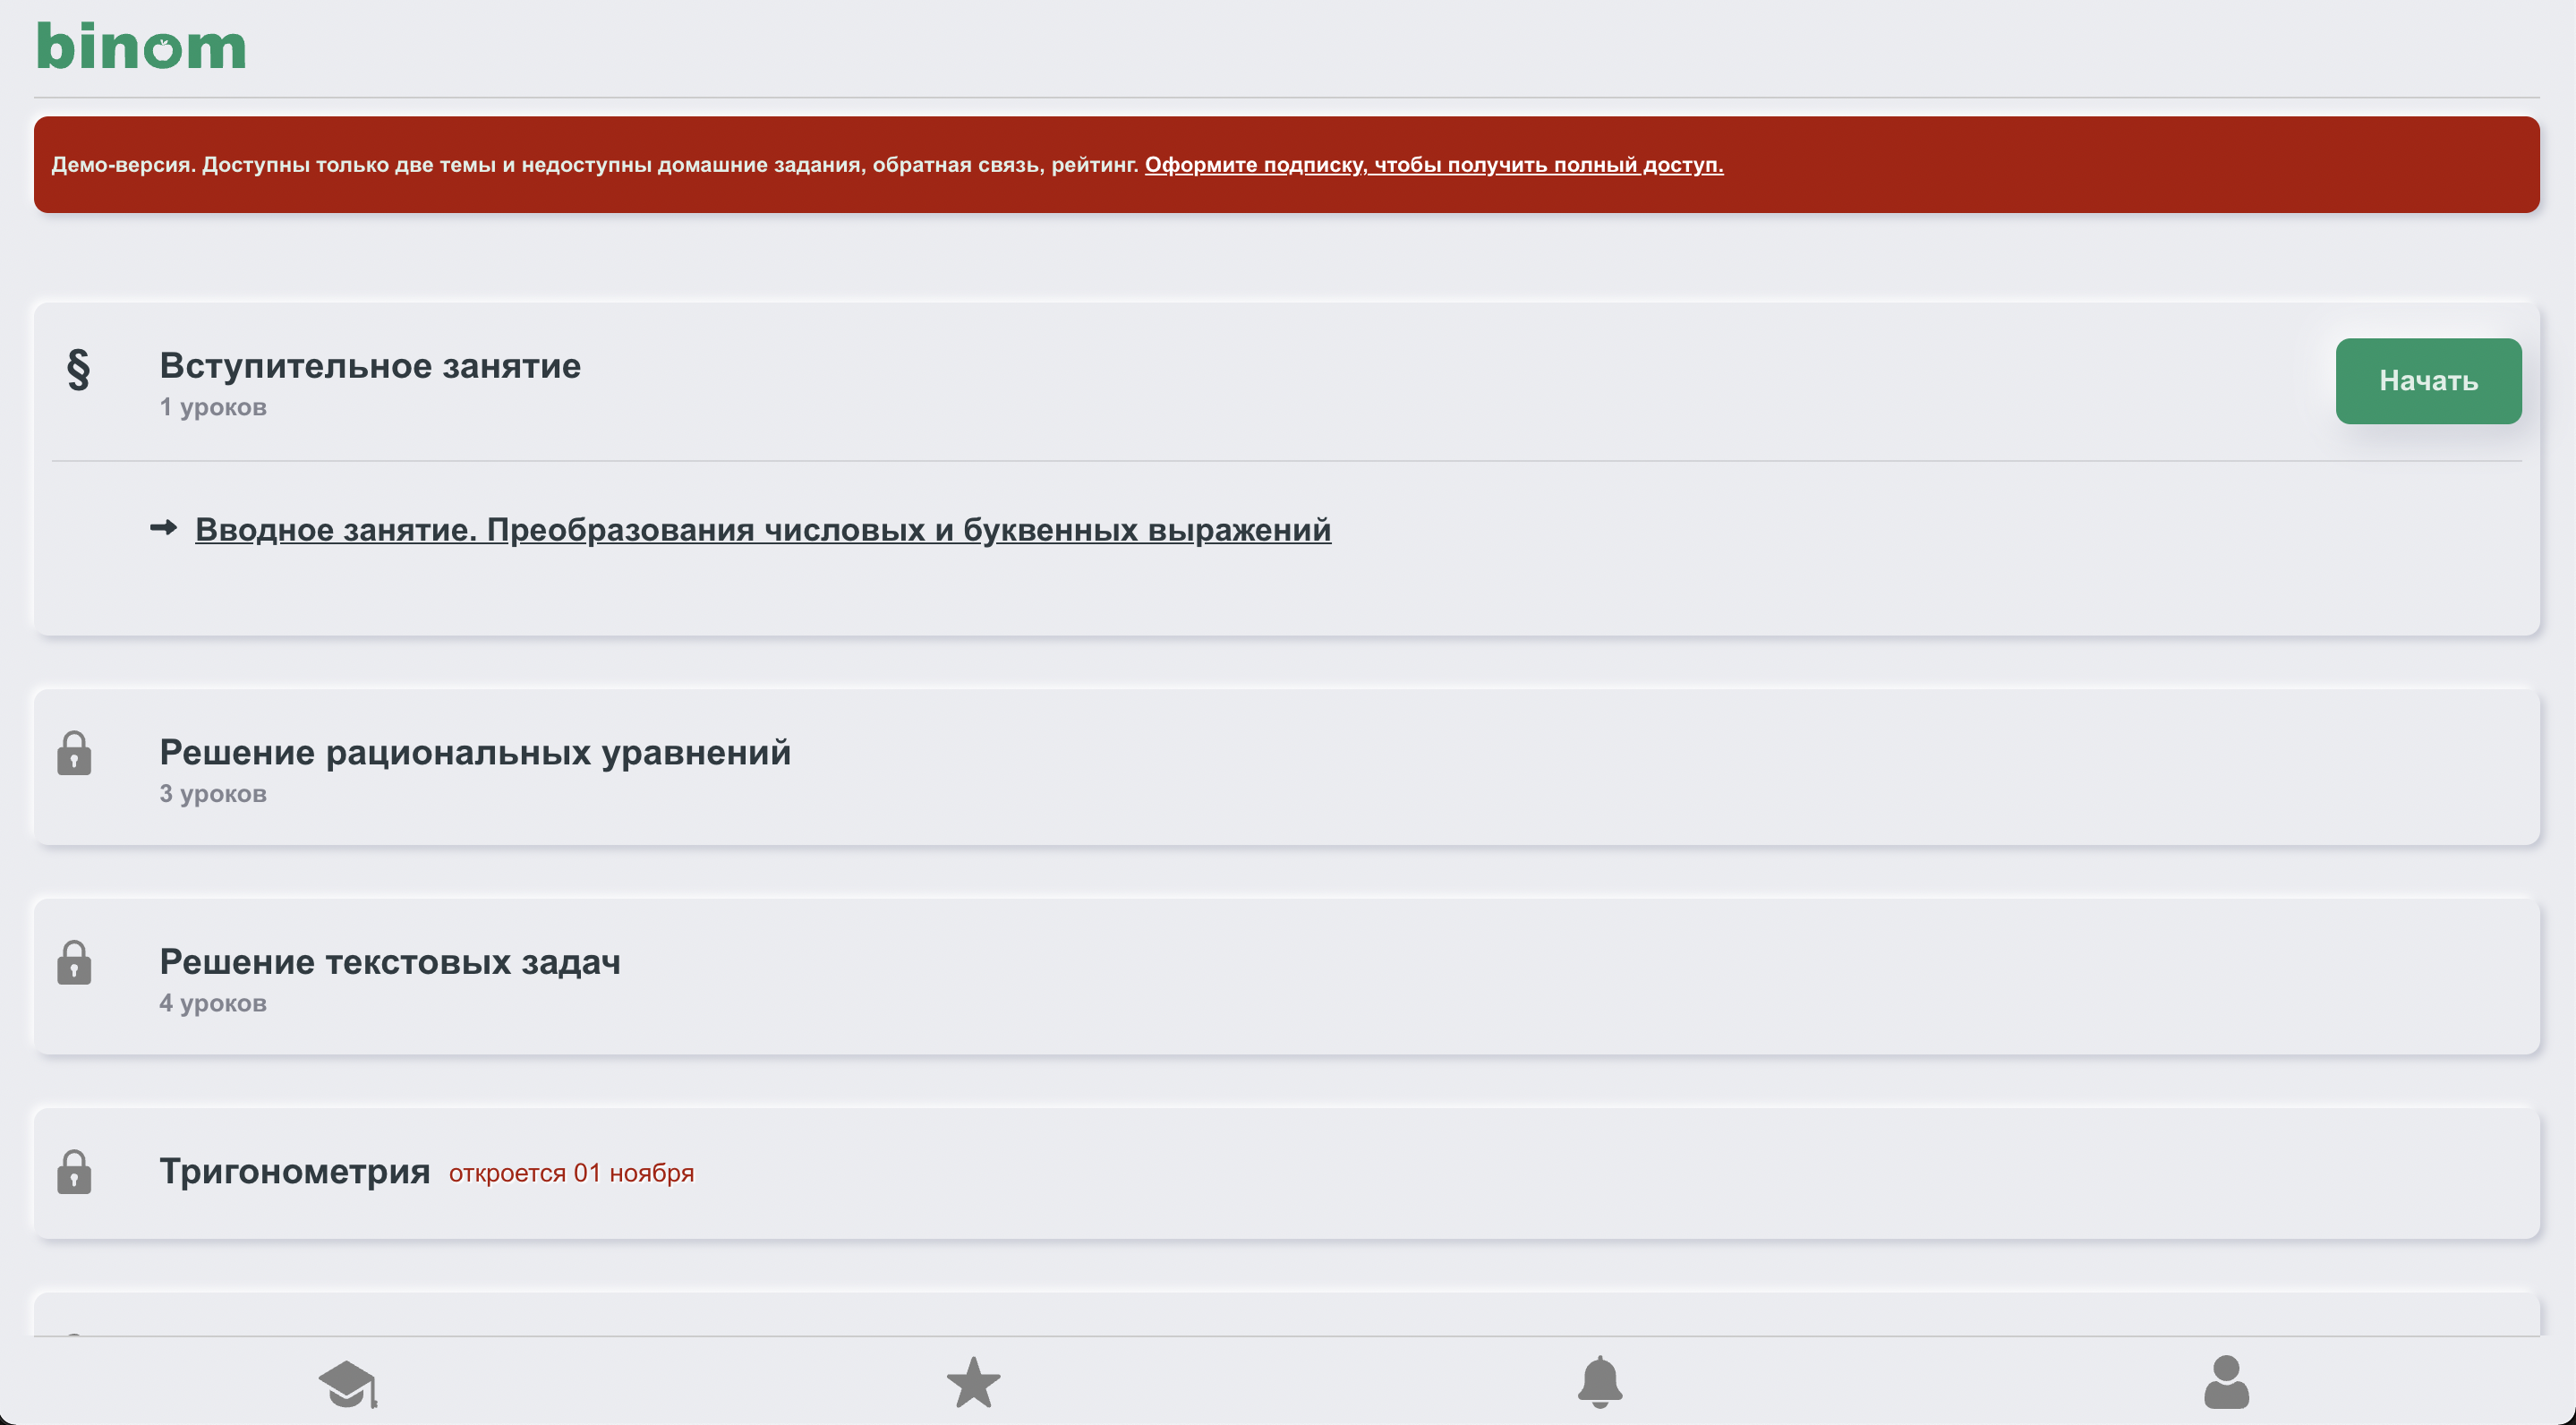 binom
Демо-версия. Доступны только две темы и недоступны домашние задания, обратная связь, рейтинг. Оформите подписку, чтобы получить полный доступ.
§ Вступительное занятие
1 уроков
Начать
Вводное занятие. Преобразования числовых и буквенных выражений
Решение рациональных уравнений
3 уроков
Решение текстовых задач
4 уроков
Тригонометрия откроется 01 ноября